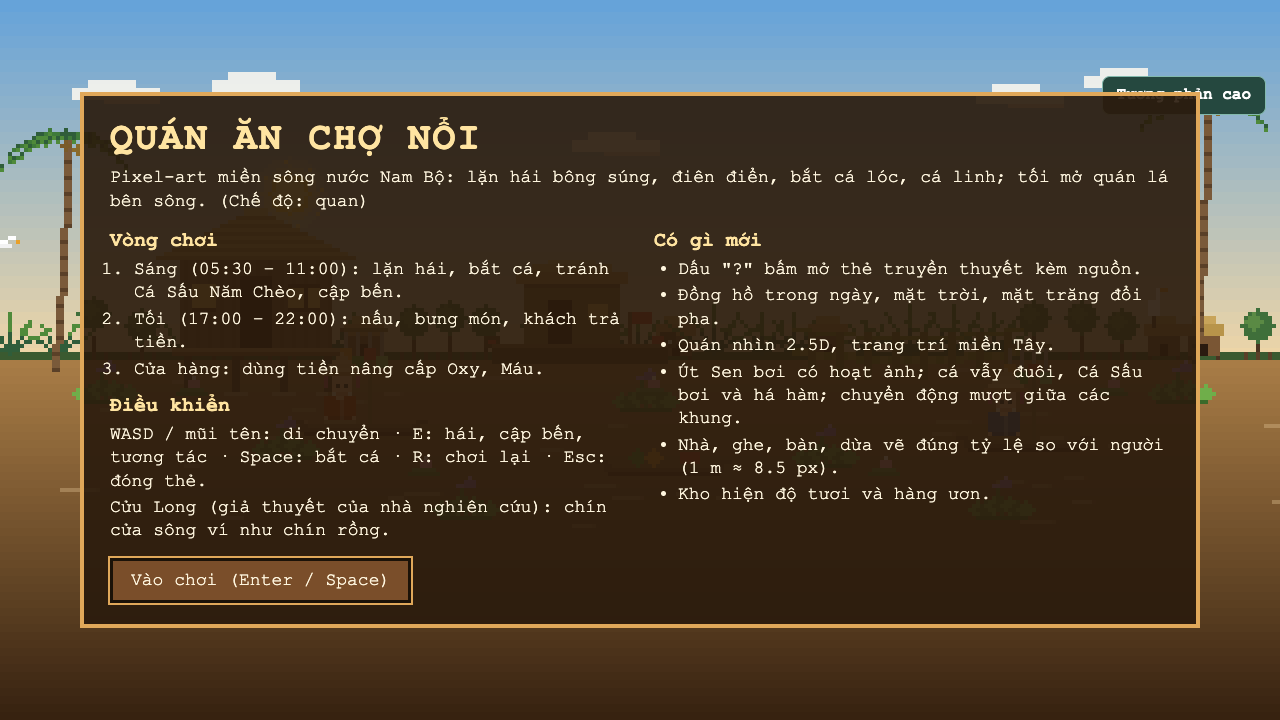 Tương phản cao
QUÁN ĂN CHỢ NỔI
Pixel-art miền sông nước Nam Bộ: lặn hái bông súng, điên điển, bắt cá lóc, cá linh; tối mở quán lá
bên sông. (Chế độ: quan)
Vòng chơi
1. Sáng (05:30 – 11:00): lặn hái, bắt cá, tránh
Cá Sấu Năm Chèo, cập bến.
2. Tối (17:00 – 22:00): nấu, bưng món, khách trả
tiền.
3. Cửa hàng: dùng tiền nâng cấp Oxy, Máu.
Điều khiển
WASD / mũi tên: di chuyển · E: hái, cập bến,
tương tác · Space: bắt cá · R: chơi lại · Esc:
đóng thẻ.
Cửu Long (giả thuyết của nhà nghiên cứu): chín
cửa sông ví như chín rồng.
Có gì mới
• Dấu "?" bấm mở thẻ truyền thuyết kèm nguồn.
• Đồng hồ trong ngày, mặt trời, mặt trăng đổi
pha.
• Quán nhìn 2.5D, trang trí miền Tây.
• Út Sen bơi có hoạt ảnh; cá vẫy đuôi, Cá Sấu
bơi và há hàm; chuyển động mượt giữa các
khung.
• Nhà, ghe, bàn, dừa vẽ đúng tỷ lệ so với người
(1 m ≈ 8.5 px).
• Kho hiện độ tươi và hàng ươn.
Vào chơi (Enter / Space)